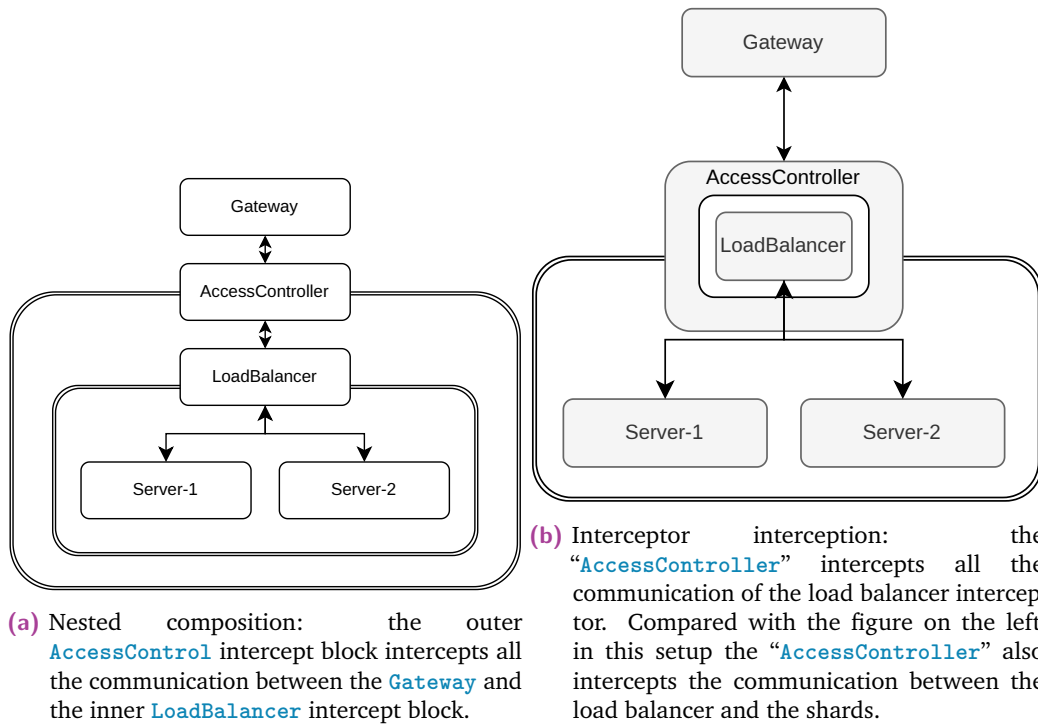 Gateway
AccessController
LoadBalancer
Server-1
Server-2
(a) Nested composition: the outer
AccessControl intercept block intercepts all
the communication between the Gateway and
the inner LoadBalancer intercept block.
Gateway
AccessController
LoadBalancer
Server-1
Server-2
(b) Interceptor interception: the
“AccessController” intercepts all the
communication of the load balancer intercep
tor. Compared with the figure on the left
in this setup the “AccessController” also
intercepts the communication between the
load balancer and the shards.